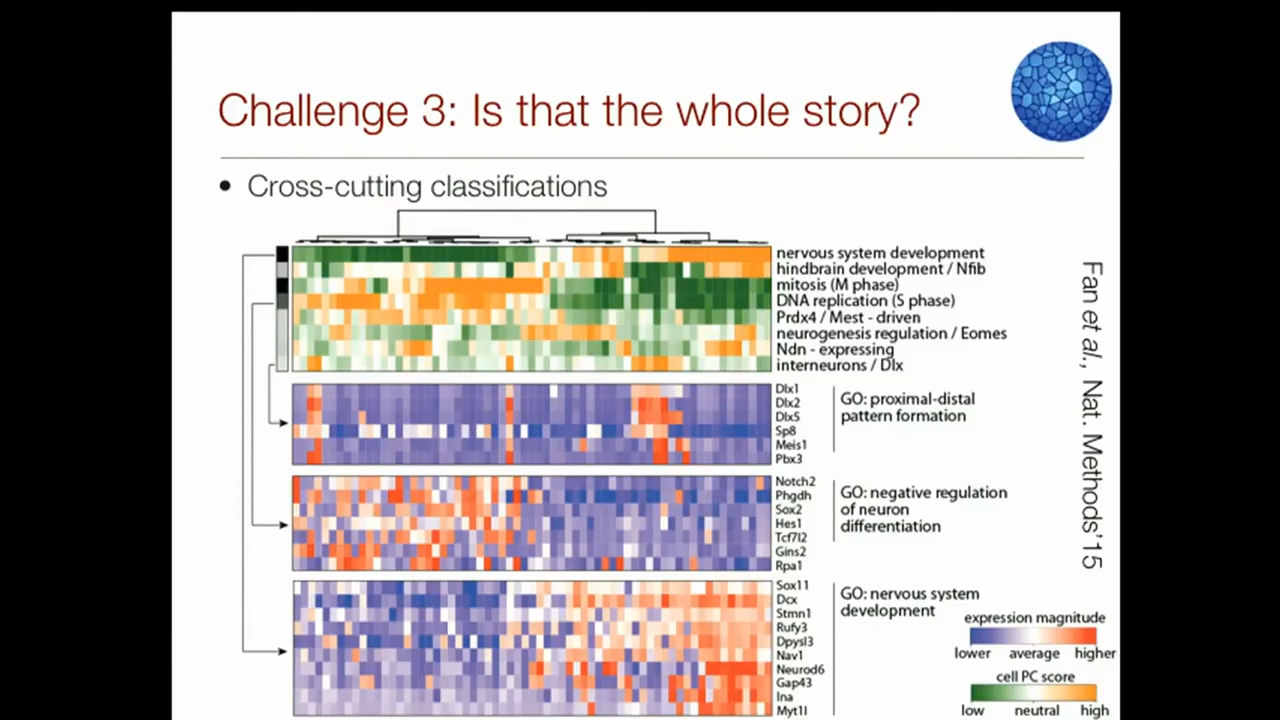 Challenge 3: Is that the whole story?
• Cross-cutting classifications
nervous system development
hindbrain development / Nfib
mitosis (M phase)
DNA replication (S phase)
Prdx4 / Mest - driven
neurogenesis regulation / Eomes
Ndn - expressing
interneurons / Dlx
Dlx1
Dlx2
Dlx5
Sp8
Meis1
Pbx3
GO: proximal-distal
pattern formation
Notch2
Phgdh
Sox2
Hes1
Tcf7l2
Gins2
Rpa1
GO: negative regulation
of neuron
differentiation
Sox11
Dcx
Stmn1
Rufy3
Dpysl3
Nav1
Neurod6
Gap43
Ina
Myt1l
GO: nervous system
development
expression magnitude
lower average higher
cell PC score
low neutral high
Fan et al., Nat. Methods'15